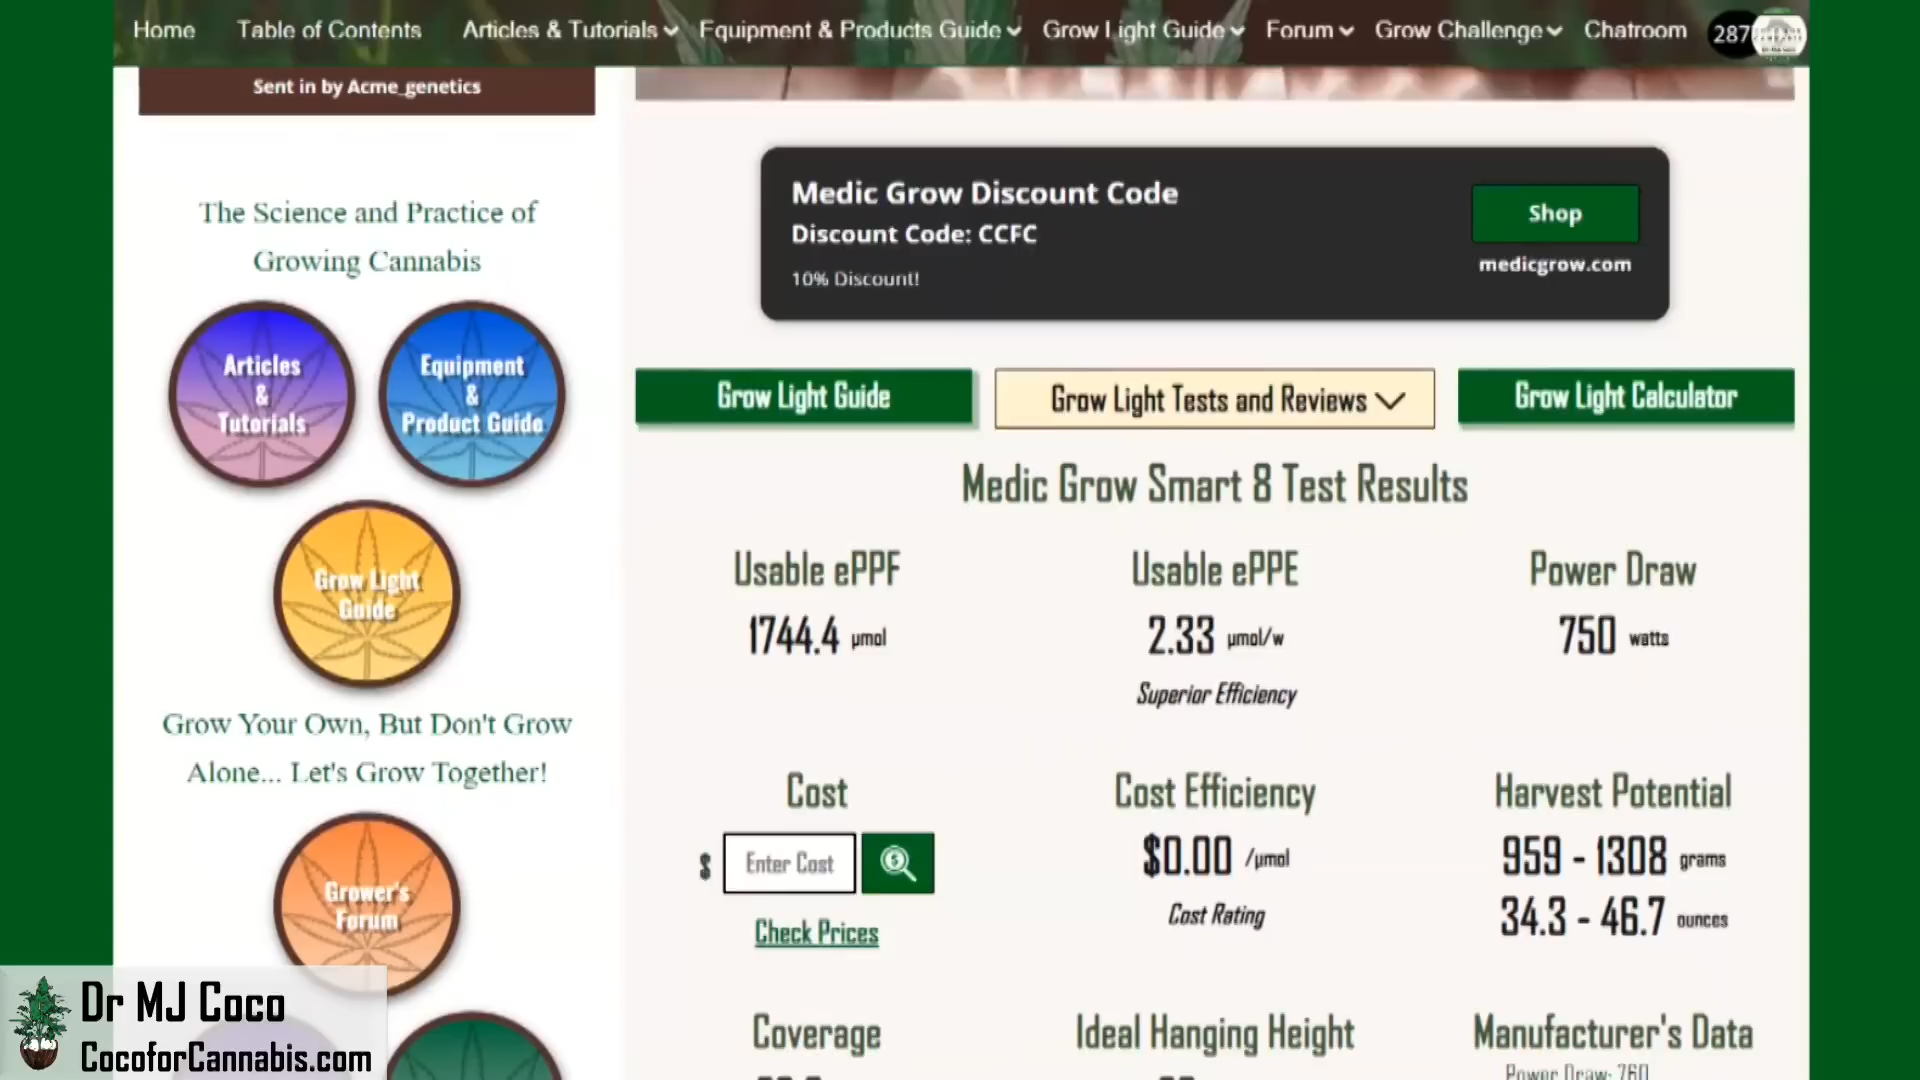 Home Table of Contents Articles & Tutorials Equipment & Products Guide Grow Light Guide Forum Grow Challenge Chatroom
Sent in by Acme_genetics
The Science and Practice of
Growing Cannabis
Articles
&
Tutorials
Equipment
&
Product Guide
Grow Light
Guide
Grow Your Own, But Don't Grow
Alone... Let's Grow Together!
Grower's
Forum
Medic Grow Discount Code
Discount Code: CCFC
10% Discount!
Shop
medicgrow.com
Grow Light Guide
Grow Light Tests and Reviews
Grow Light Calculator
Medic Grow Smart 8 Test Results
Usable ePPF
1744.4 µmol
Usable ePPE
2.33 µmol/w
Superior Efficiency
Power Draw
750 watts
Cost
$ Enter Cost
Check Prices
Cost Efficiency
$0.00 /µmol
Cost Rating
Harvest Potential
959 - 1308 grams
34.3 - 46.7 ounces
Coverage
Ideal Hanging Height
Manufacturer's Data
Power Draw: 760
Dr MJ Coco
CocoforCannabis.com